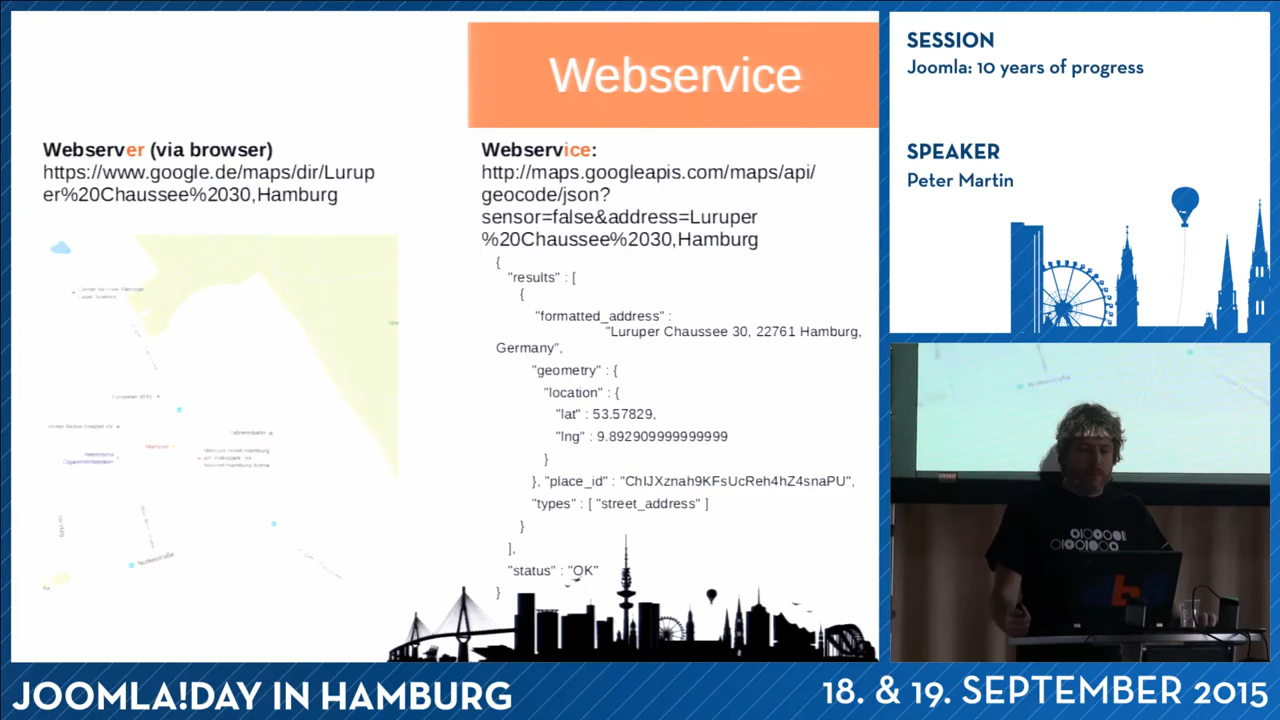 Webservice
Webserver (via browser)
https://www.google.de/maps/dir/Lurup
er%20Chaussee%2030,Hamburg
Webservice:
http://maps.googleapis.com/maps/api/
geocode/json?
sensor=false&address=Luruper
%20Chaussee%2030,Hamburg
{
"results" : [
{
"formatted_address" :
"Luruper Chaussee 30, 22761 Hamburg,
Germany",
"geometry" : {
"location" : {
"lat" : 53.57829,
"lng" : 9.892909999999999
}
}, "place_id" : "ChIJXznah9KFsUcReh4hZ4snaPU",
"types" : [ "street_address" ]
}
],
"status" : "OK"
}
Notkestraße
SESSION
Joomla: 10 years of progress
SPEAKER
Peter Martin
Notkestraße
JOOMLA!DAY IN HAMBURG
18. & 19. SEPTEMBER 2015